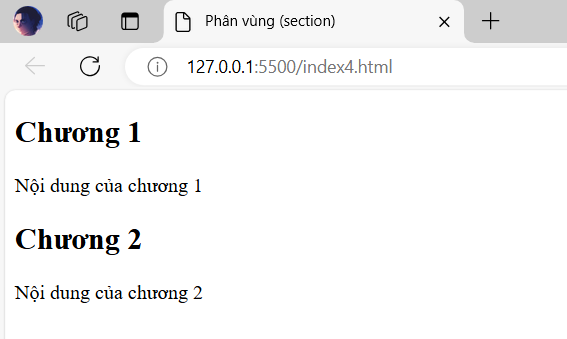 Phân vùng (section)
127.0.0.1:5500/index4.html
Chương 1
Nội dung của chương 1
Chương 2
Nội dung của chương 2